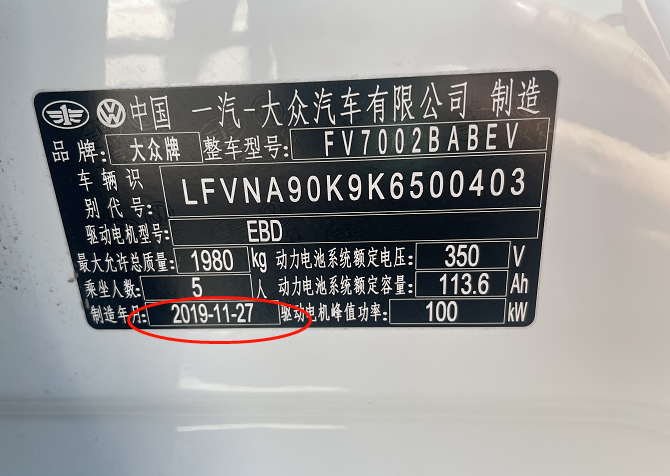 中国 一汽-大众汽车有限公司 制造
品牌: 大众牌 整车型号: FV7002BABEV
车辆识别代号: LFVNA90K9K6500403
驱动电机型号: EBD
最大允许总质量: 1980 kg 动力电池系统额定电压: 350 V
乘坐人数: 5 人 动力电池系统额定容量: 113.6 Ah
制造年月: 2019-11-27 驱动电机峰值功率: 100 kW